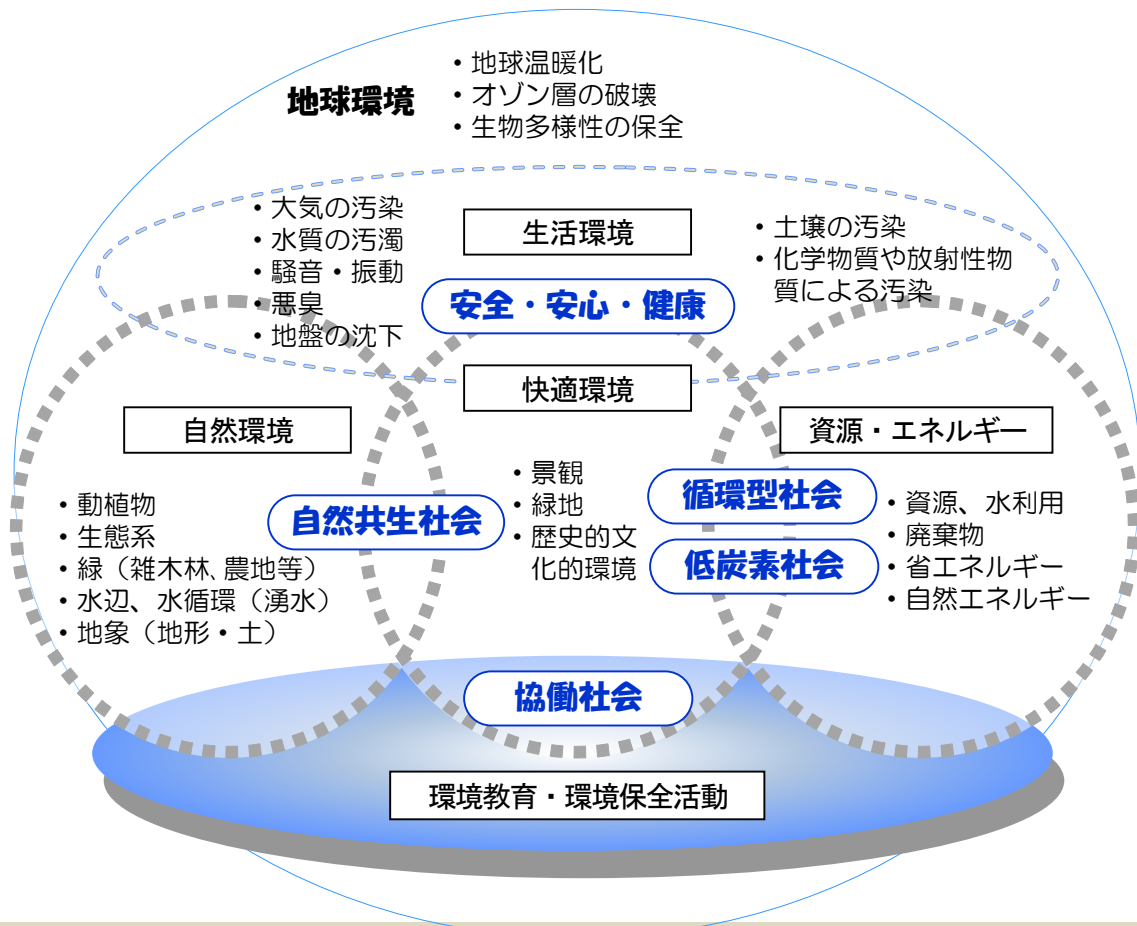 地球環境
・地球温暖化
・オゾン層の破壊
・生物多様性の保全
・大気の汚染
・水質の汚濁
・騒音・振動
・悪臭
・地盤の沈下
生活環境
安全・安心・健康
・土壌の汚染
・化学物質や放射性物
質による汚染
快適環境
自然環境
資源・エネルギー
・動植物
・生態系
・緑（雑木林、農地等）
・水辺、水循環（湧水）
・地象（地形・土）
自然共生社会
・景観
・緑地
・歴史的文
化的環境
循環型社会
低炭素社会
・資源、水利用
・廃棄物
・省エネルギー
・自然エネルギー
協働社会
環境教育・環境保全活動